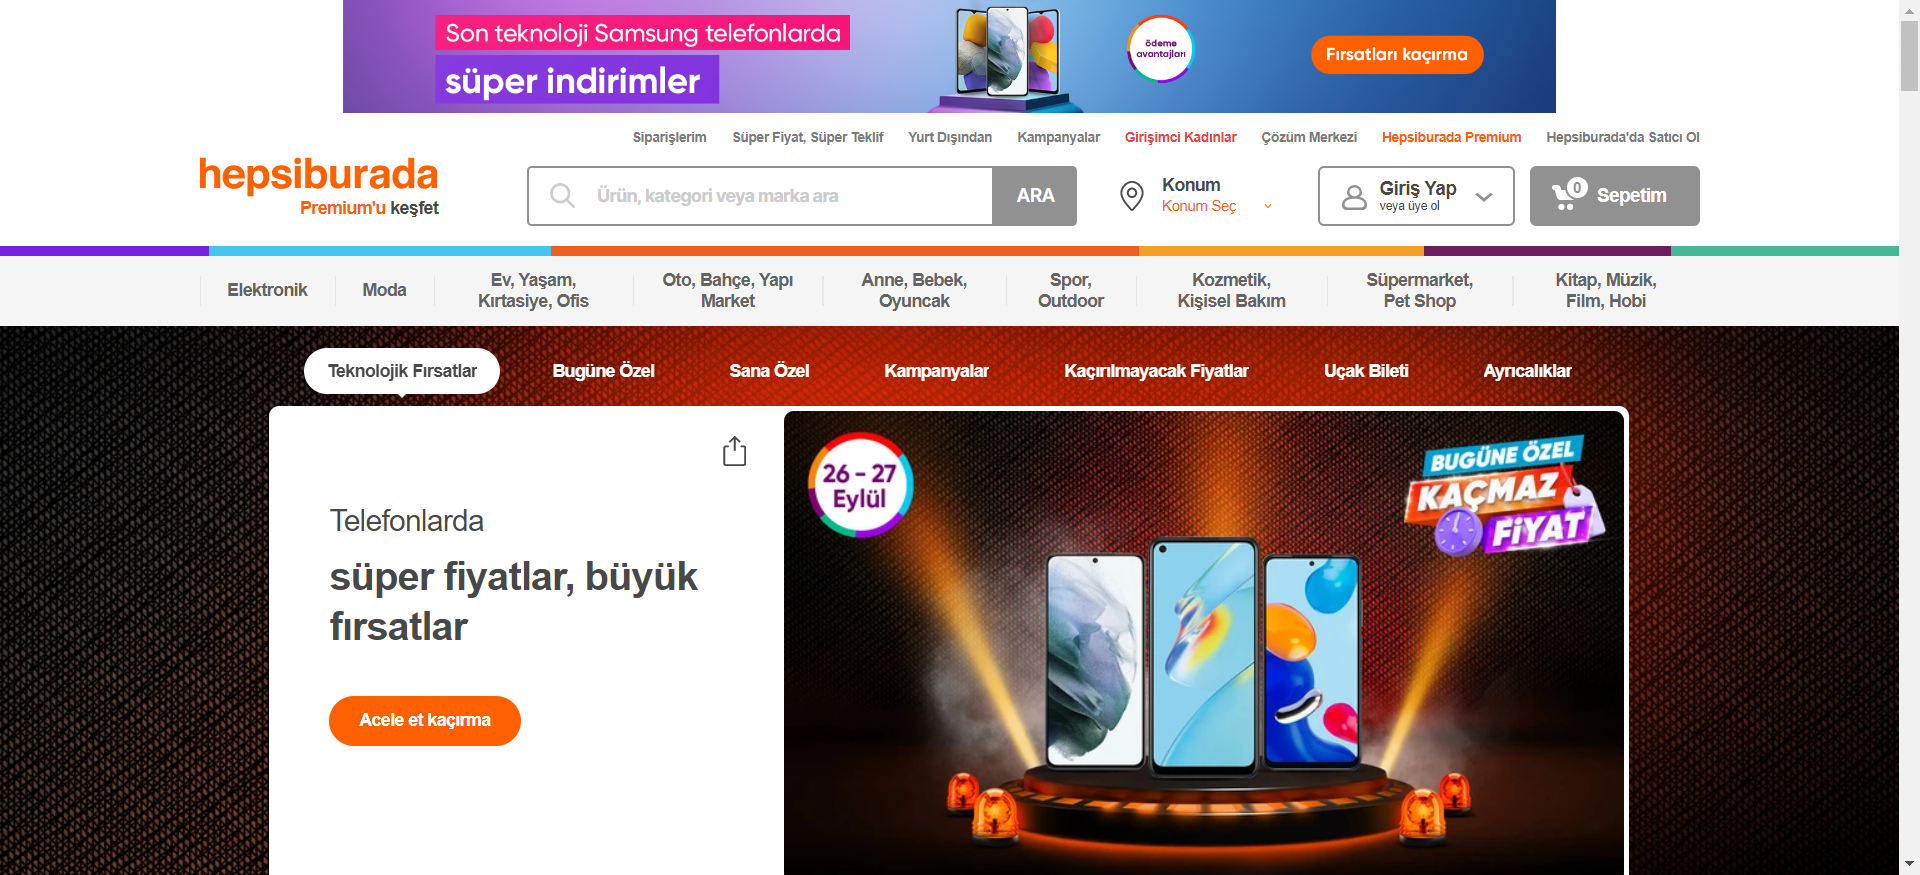 Son teknoloji Samsung telefonlarda
süper indirimler
ödeme
avantajları
Fırsatları kaçırma
Siparişlerim Süper Fiyat, Süper Teklif Yurt Dışından Kampanyalar Girişimci Kadınlar Çözüm Merkezi Hepsiburada Premium Hepsiburada'da Satıcı Ol
hepsiburada
Premium'u keşfet
Ürün, kategori veya marka ara
ARA
Konum
Konum Seç
Giriş Yap
veya üye ol
0
Sepetim
Elektronik
Moda
Ev, Yaşam,
Kırtasiye, Ofis
Oto, Bahçe, Yapı
Market
Anne, Bebek,
Oyuncak
Spor,
Outdoor
Kozmetik,
Kişisel Bakım
Süpermarket,
Pet Shop
Kitap, Müzik,
Film, Hobi
Teknolojik Fırsatlar Bugüne Özel Sana Özel Kampanyalar Kaçırılmayacak Fiyatlar Uçak Bileti Ayrıcalıklar
Telefonlarda
süper fiyatlar, büyük
fırsatlar
Acele et kaçırma
26 - 27
Eylül
BUGÜNE ÖZEL
KAÇMAZ
FİYAT